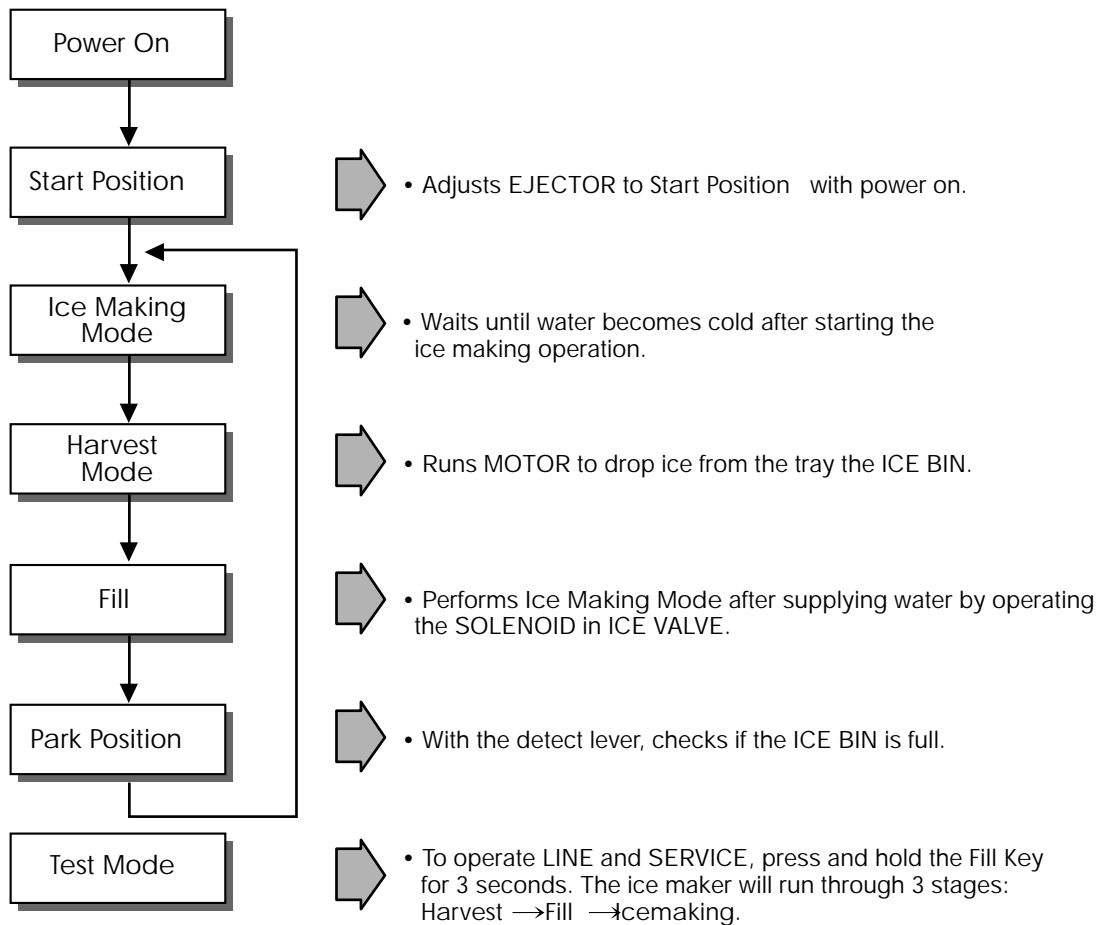 Power On
Start Position
• Adjusts EJECTOR to Start Position with power on.
Ice Making
Mode
• Waits until water becomes cold after starting the
ice making operation.
Harvest
Mode
• Runs MOTOR to drop ice from the tray the ICE BIN.
Fill
• Performs Ice Making Mode after supplying water by operating
the SOLENOID in ICE VALVE.
Park Position
• With the detect lever, checks if the ICE BIN is full.
Test Mode
• To operate LINE and SERVICE, press and hold the Fill Key
for 3 seconds. The ice maker will run through 3 stages:
Harvest → Fill → Icemaking.